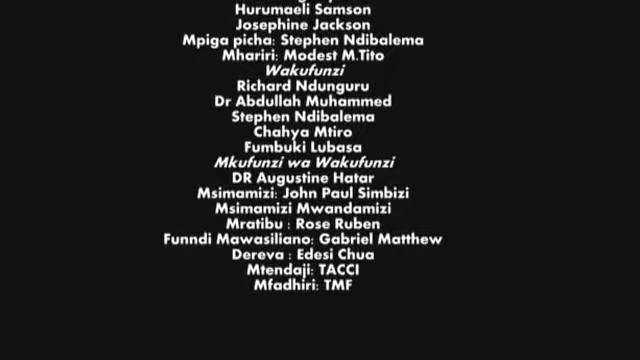 Hurumaeli Samson
Josephine Jackson
Mpiga picha: Stephen Ndibalema
Mhariri: Modest M.Tito
Wakufunzi
Richard Ndunguru
Dr Abdullah Muhammed
Stephen Ndibalema
Chahya Mtiro
Fumbuki Lubasa
Mkufunzi wa Wakufunzi
DR Augustine Hatar
Msimamizi: John Paul Simbizi
Msimamizi Mwandamizi
Mratibu : Rose Ruben
Funndi Mawasiliano: Gabriel Matthew
Dereva : Edesi Chua
Mtendaji: TACCI
Mfadhiri: TMF